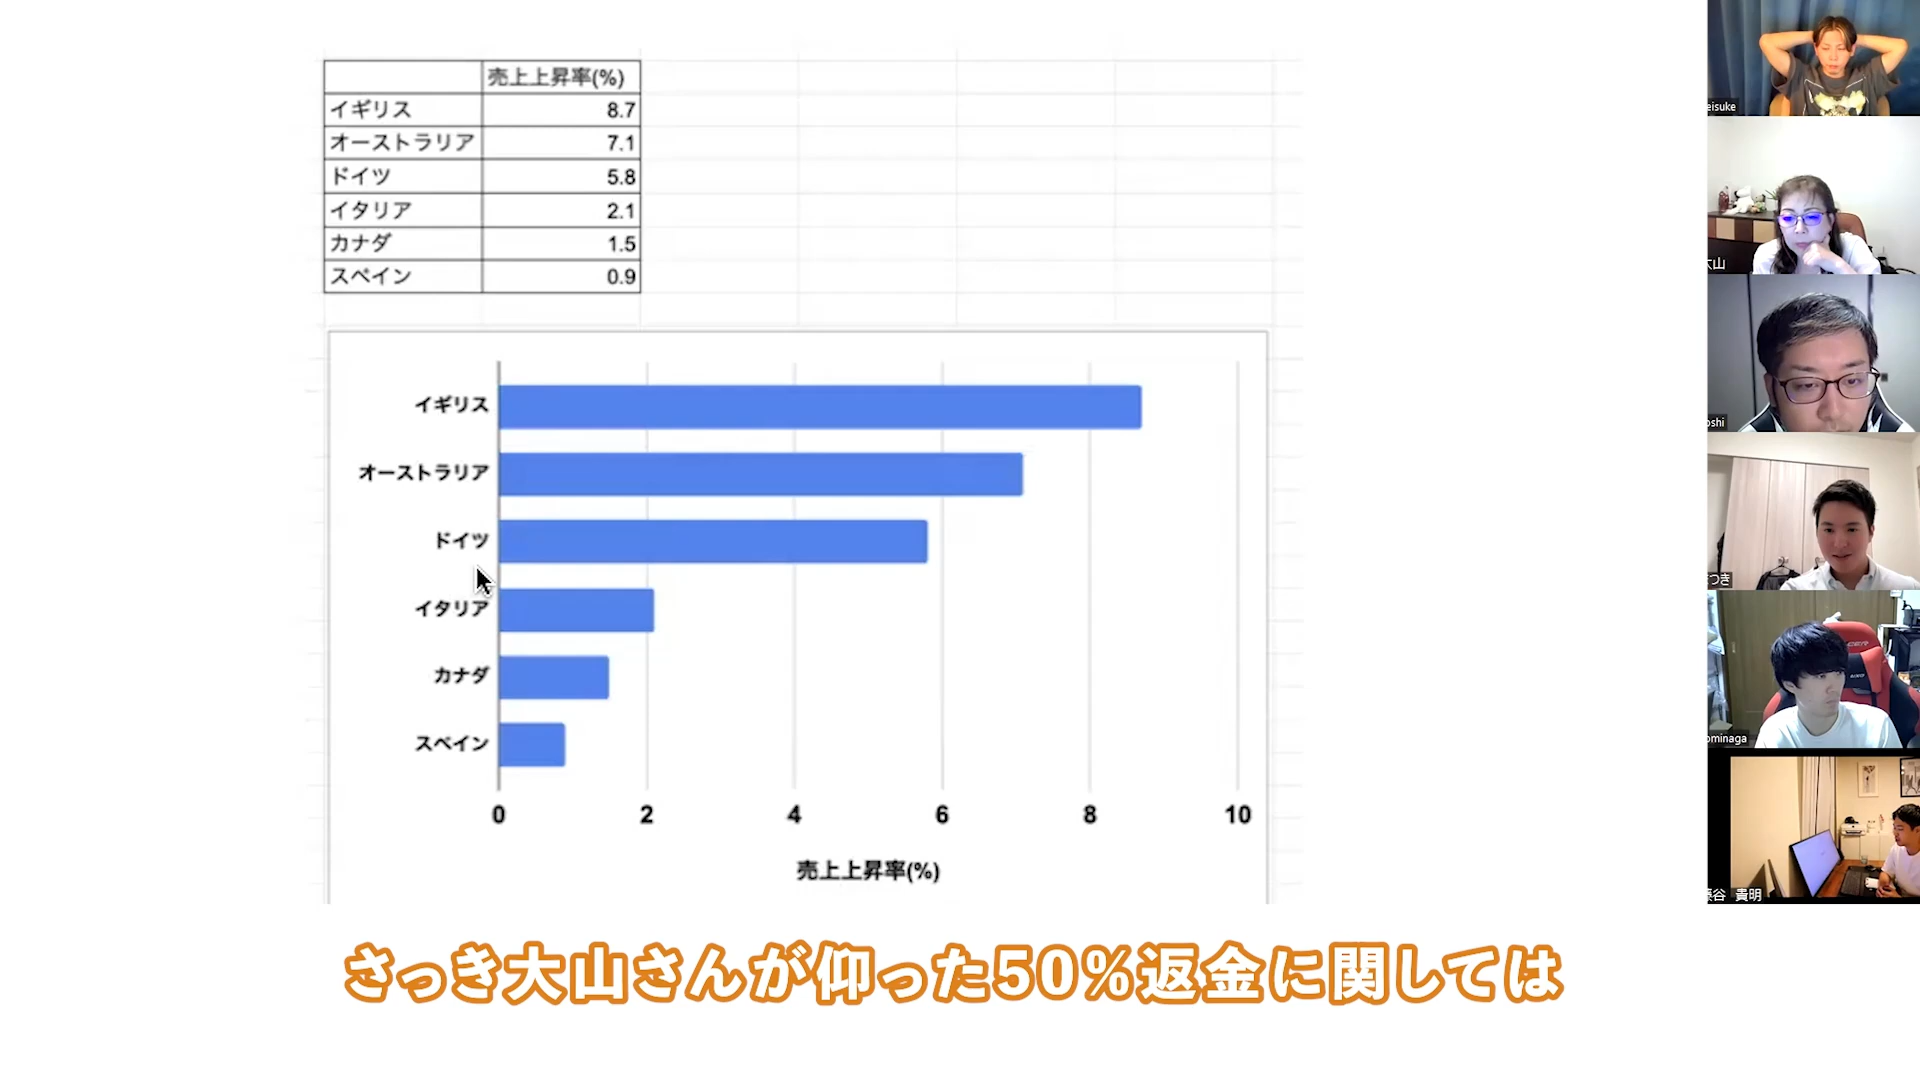 売上上昇率(%)
イギリス 8.7
オーストラリア 7.1
ドイツ 5.8
イタリア 2.1
カナダ 1.5
スペイン 0.9
イギリス
オーストラリア
ドイツ
イタリア
カナダ
スペイン
0 2 4 6 8 10
売上上昇率(%)
さっき大山さんが仰った50%返金に関しては
eisuke
大山
oshi
つき
ominaga
谷 貴明